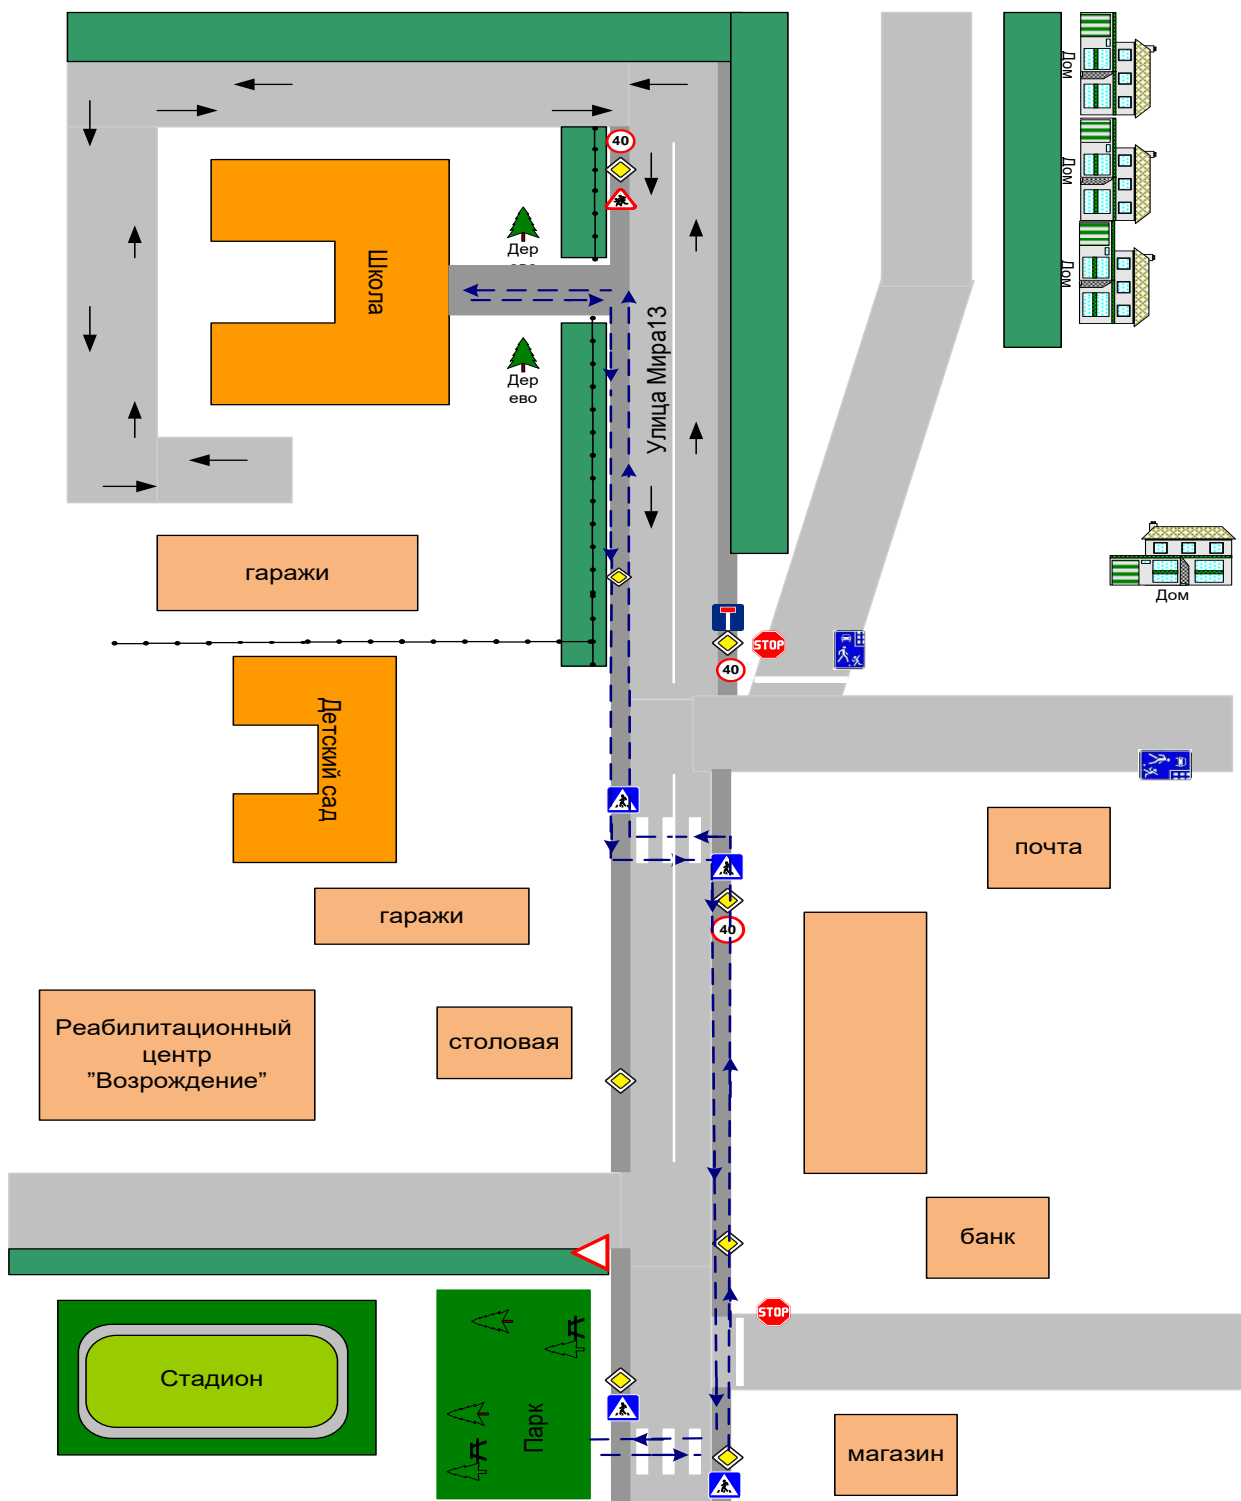 Дом
40
Дом
Школа
Дер
Дом
Улица Мира13
Дер
ево
гаражи
Дом
STOP
40
Детский сад
почта
гаражи
40
Реабилитационный
центр
”Возрождение”
столовая
банк
STOP
Стадион
Парк
магазин